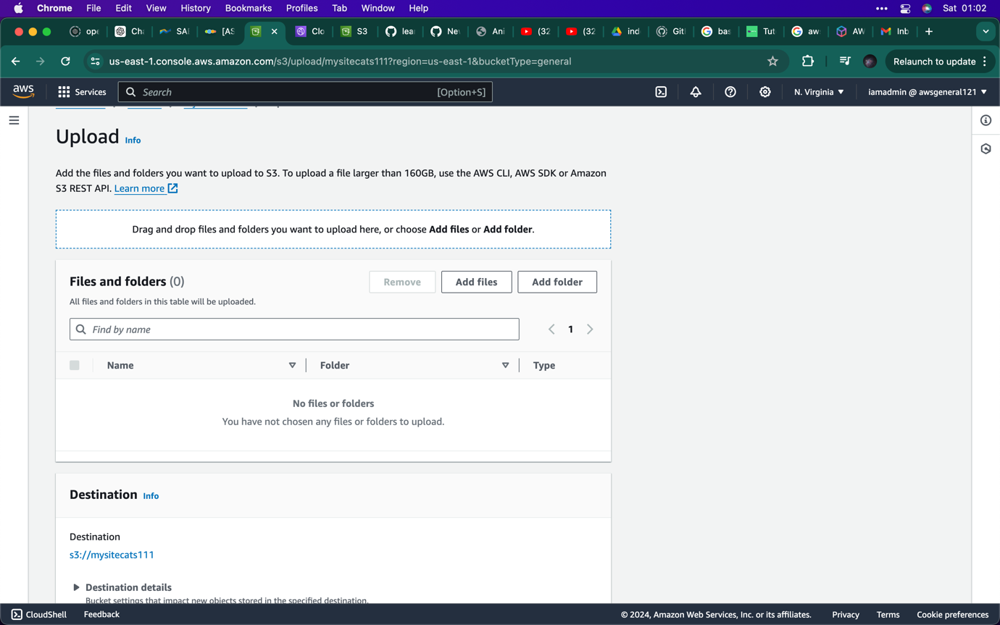 Chrome File Edit View History Bookmarks Profiles Tab Window Help Sat 01:02
ope Cha SAA [AS Clo S3 lea Nev Ani (32 (32 ind Git bas Tut aw AW Inb
us-east-1.console.aws.amazon.com/s3/upload/mysitecats111?region=us-east-1&bucketType=general Relaunch to update
aws Services Search [Option+S] N. Virginia iamadmin @ awsgeneral121
Upload Info
Add the files and folders you want to upload to S3. To upload a file larger than 160GB, use the AWS CLI, AWS SDK or Amazon
S3 REST API. Learn more
Drag and drop files and folders you want to upload here, or choose Add files or Add folder.
Files and folders (0) Remove Add files Add folder
All files and folders in this table will be uploaded.
Find by name 1
Name Folder Type
No files or folders
You have not chosen any files or folders to upload.
Destination Info
Destination
s3://mysitecats111
Destination details
Bucket settings that impact new objects stored in the specified destination.
CloudShell Feedback © 2024, Amazon Web Services, Inc. or its affiliates. Privacy Terms Cookie preferences